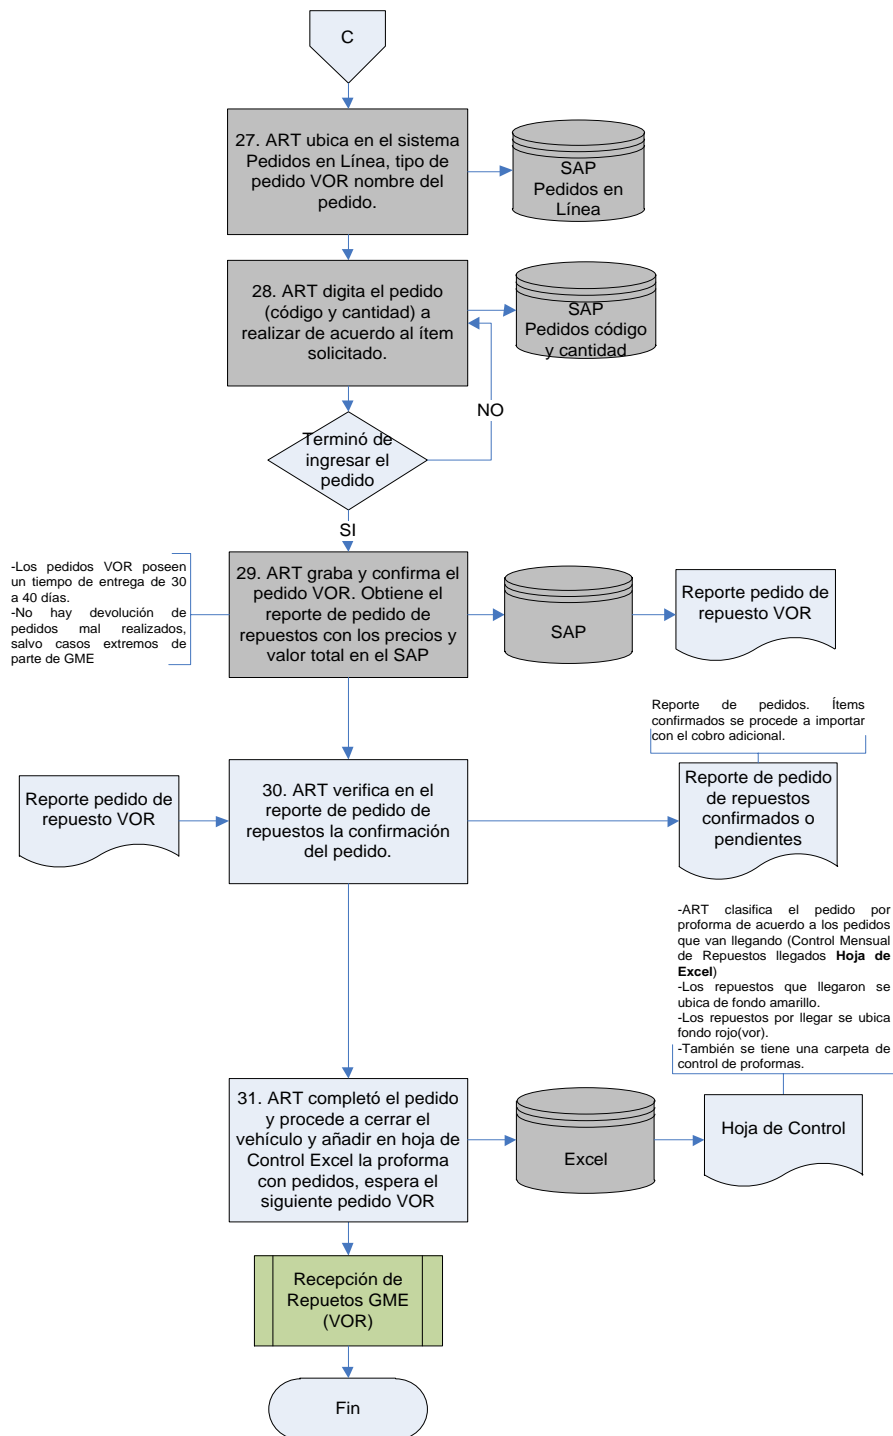 C
27. ART ubica en el sistema
Pedidos en Línea, tipo de
pedido VOR nombre del
pedido.
SAP
Pedidos en
Línea
28. ART digita el pedido
(código y cantidad) a
realizar de acuerdo al ítem
solicitado.
SAP
Pedidos código
y cantidad
NO
Terminó de
ingresar el
pedido
SI
-Los pedidos VOR poseen
un tiempo de entrega de 30
a 40 días.
-No hay devolución de
pedidos mal realizados,
salvo casos extremos de
parte de GME
29. ART graba y confirma el
pedido VOR. Obtiene el
reporte de pedido de
repuestos con los precios y
valor total en el SAP
SAP
Reporte pedido de
repuesto VOR
Reporte de pedidos. Ítems
confirmados se procede a importar
con el cobro adicional.
Reporte pedido de
repuesto VOR
30. ART verifica en el
reporte de pedido de
repuestos la confirmación
del pedido.
Reporte de pedido
de repuestos
confirmados o
pendientes
-ART clasifica el pedido por
proforma de acuerdo a los pedidos
que van llegando (Control Mensual
de Repuestos llegados Hoja de
Excel)
-Los repuestos que llegaron se
ubica de fondo amarillo.
-Los repuestos por llegar se ubica
fondo rojo(vor).
-También se tiene una carpeta de
control de proformas.
31. ART completó el pedido
y procede a cerrar el
vehículo y añadir en hoja de
Control Excel la proforma
con pedidos, espera el
siguiente pedido VOR
Excel
Hoja de Control
Recepción de
Repuetos GME
(VOR)
Fin